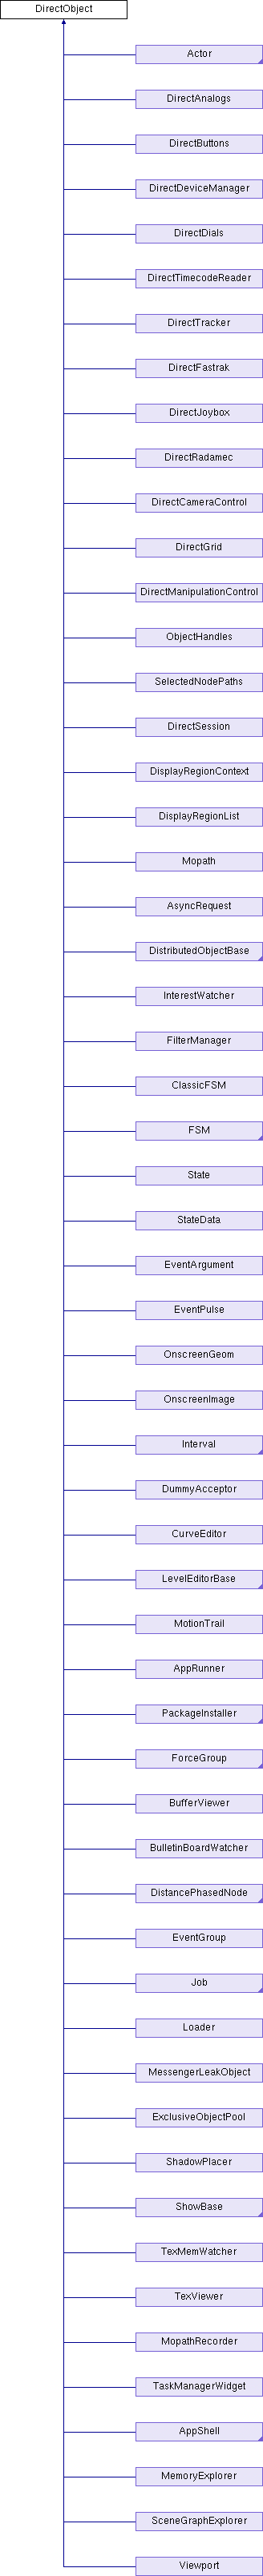 DirectObject
Actor
DirectAnalogs
DirectButtons
DirectDeviceManager
DirectDials
DirectTimecodeReader
DirectTracker
DirectFastrak
DirectJoybox
DirectRadamec
DirectCameraControl
DirectGrid
DirectManipulationControl
ObjectHandles
SelectedNodePaths
DirectSession
DisplayRegionContext
DisplayRegionList
Mopath
AsyncRequest
DistributedObjectBase
InterestWatcher
FilterManager
ClassicFSM
FSM
State
StateData
EventArgument
EventPulse
OnscreenGeom
OnscreenImage
Interval
DummyAcceptor
CurveEditor
LevelEditorBase
MotionTrail
AppRunner
PackageInstaller
ForceGroup
BufferViewer
BulletinBoardWatcher
DistancePhasedNode
EventGroup
Job
Loader
MessengerLeakObject
ExclusiveObjectPool
ShadowPlacer
ShowBase
TexMemWatcher
TexViewer
MopathRecorder
TaskManagerWidget
AppShell
MemoryExplorer
SceneGraphExplorer
Viewport